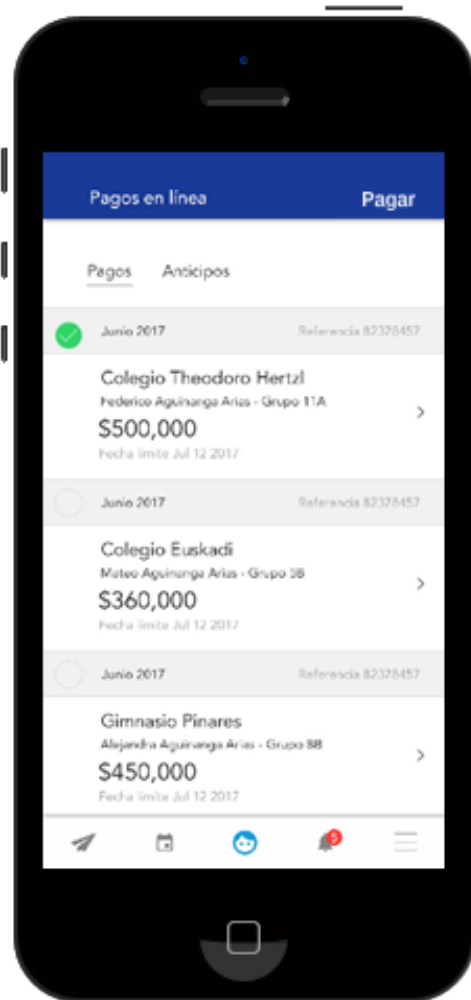 Pagos en línea
Pagar
Pagos Anticipos
Junio 2017 Referencia 82378457
Colegio Theodoro Hertzl
Federico Aguinanga Arias - Grupo 11A
$500,000
Fecha límite Jul 12 2017
Junio 2017 Referencia 82378457
Colegio Euskadi
Mateo Aguinanga Arias - Grupo 5B
$360,000
Fecha límite Jul 12 2017
Junio 2017 Referencia 82378457
Gimnasio Pinares
Alejandra Aguinanga Arias - Grupo 8B
$450,000
Fecha límite Jul 12 2017
5